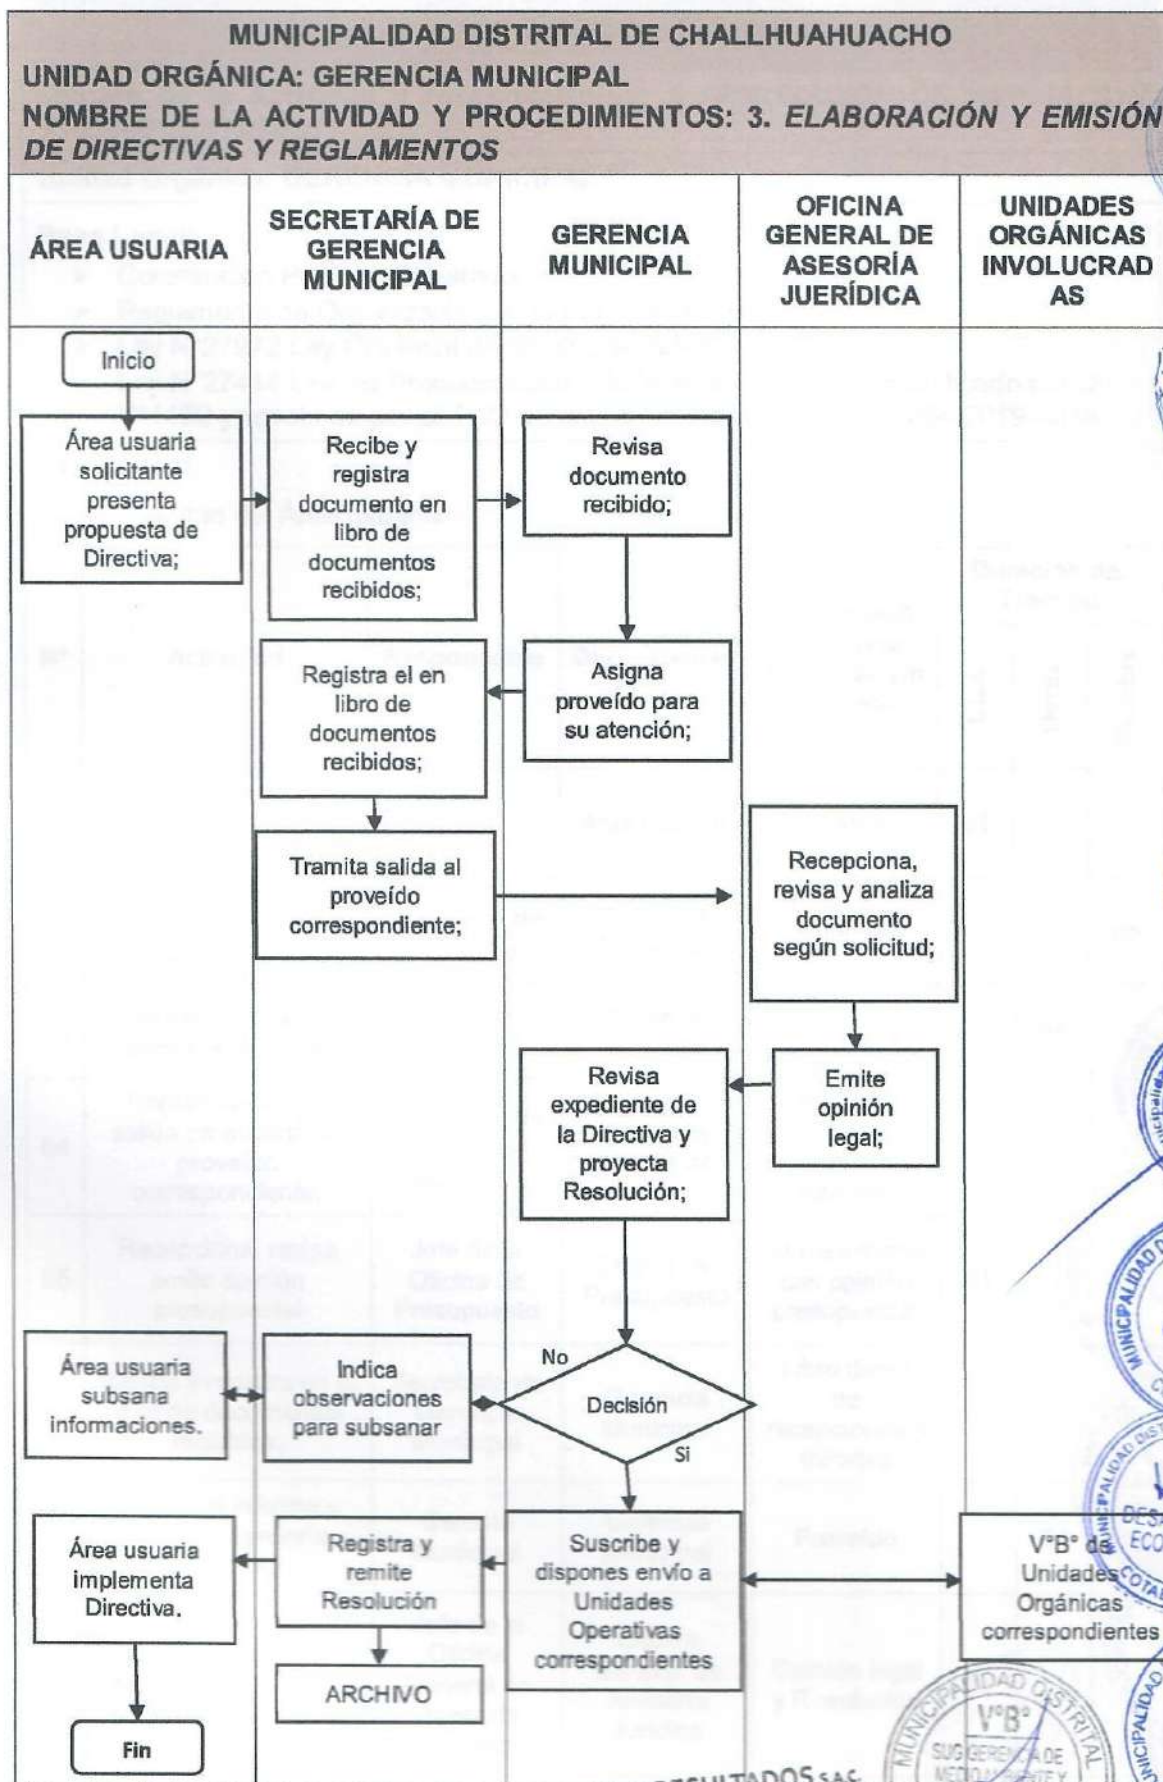 MUNICIPALIDAD DISTRITAL DE CHALLHUAHUACHO
UNIDAD ORGÁNICA: GERENCIA MUNICIPAL
NOMBRE DE LA ACTIVIDAD Y PROCEDIMIENTOS: 3. ELABORACIÓN Y EMISIÓN
DE DIRECTIVAS Y REGLAMENTOS
ÁREA USUARIA
SECRETARÍA DE
GERENCIA
MUNICIPAL
GERENCIA
MUNICIPAL
OFICINA
GENERAL DE
ASESORÍA
JUERÍDICA
UNIDADES
ORGÁNICAS
INVOLUCRAD
AS
Inicio
Área usuaria
solicitante
presenta
propuesta de
Directiva;
Recibe y
registra
documento en
libro de
documentos
recibidos;
Revisa
documento
recibido;
Asigna
proveído para
su atención;
Registra el en
libro de
documentos
recibidos;
Tramita salida al
proveído
correspondiente;
Recepciona,
revisa y analiza
documento
según solicitud;
Emite
opinión
legal;
Revisa
expediente de
la Directiva y
proyecta
Resolución;
Decisión
No
Si
Indica
observaciones
para subsanar
Área usuaria
subsana
informaciones.
Suscribe y
dispones envío a
Unidades
Operativas
correspondientes
V°B° de
Unidades
Orgánicas
correspondientes
Registra y
remite
Resolución
ARCHIVO
Área usuaria
implementa
Directiva.
Fin
MUNICIPALIDAD DISTRITAL
V°B°
RESULTADOS SAC